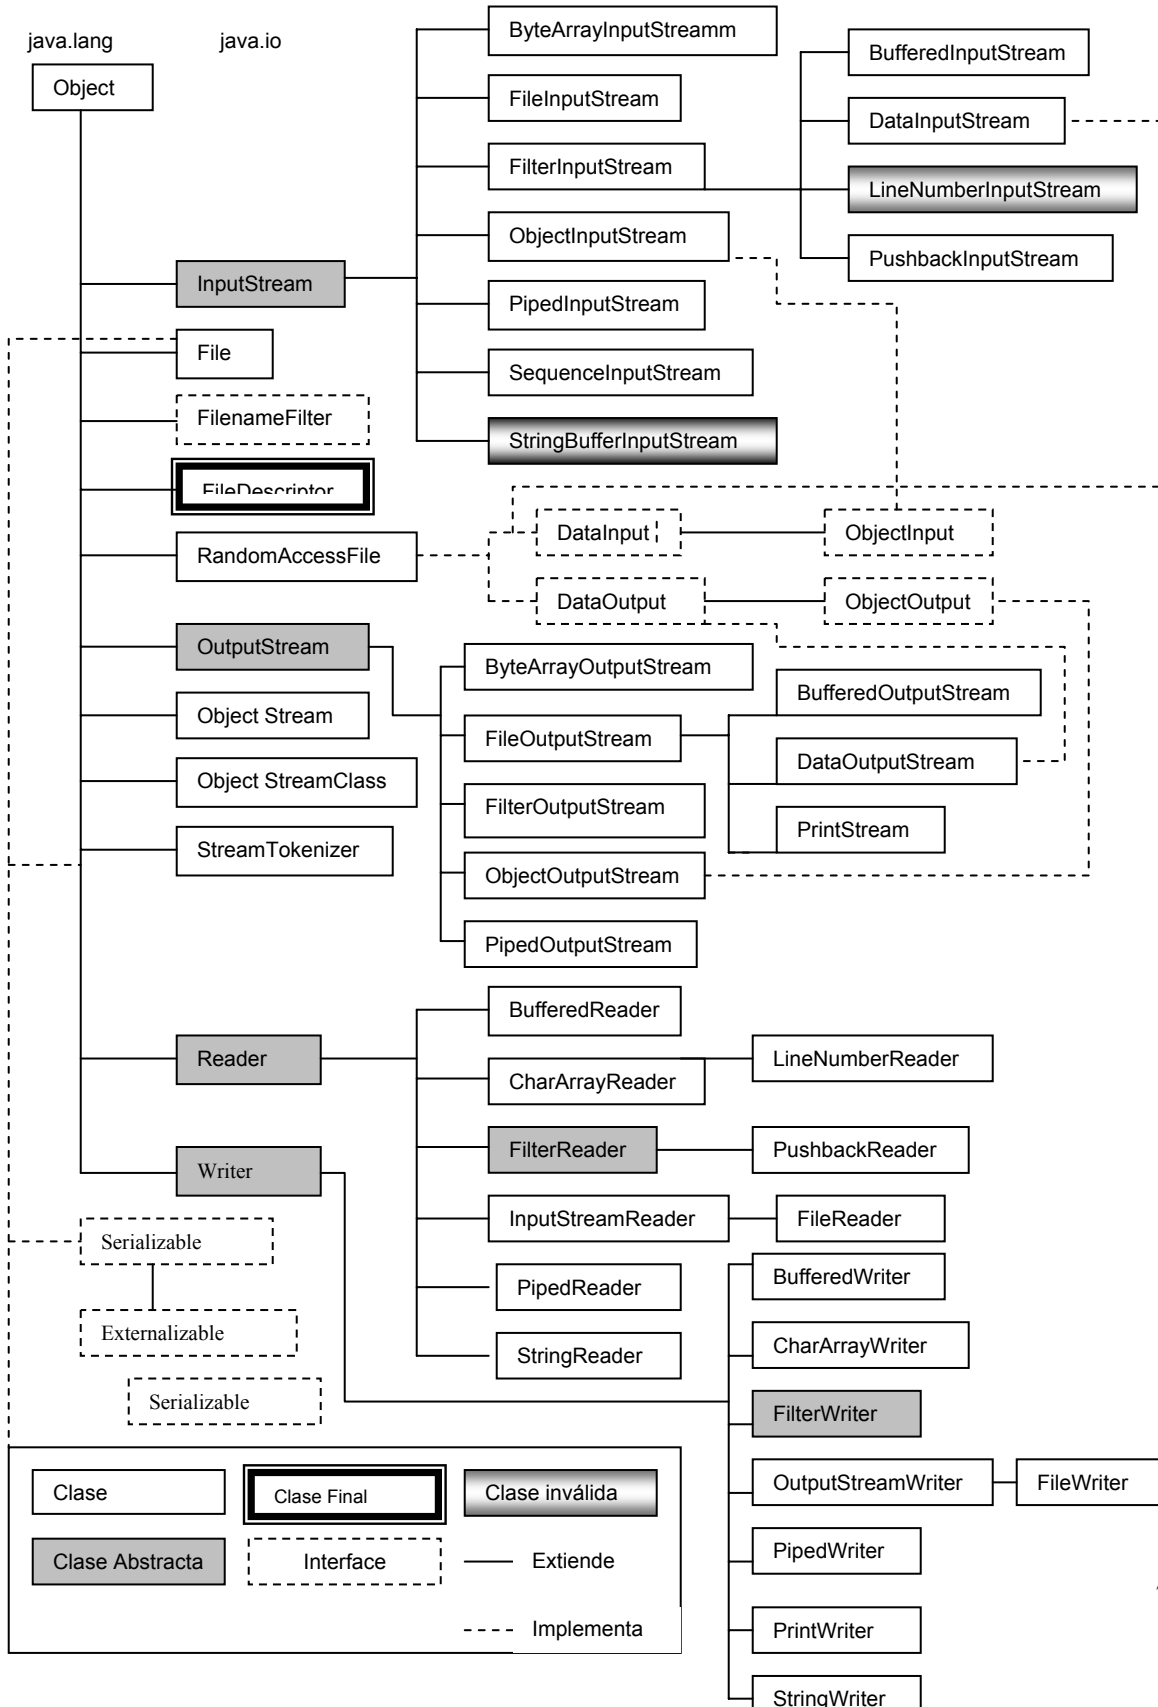 java.lang
java.io
Object
ByteArrayInputStreamm
FileInputStream
FilterInputStream
ObjectInputStream
PipedInputStream
SequenceInputStream
StringBufferInputStream
BufferedInputStream
DataInputStream
LineNumberInputStream
PushbackInputStream
InputStream
File
FilenameFilter
FileDescriptor
RandomAccessFile
DataInput
ObjectInput
DataOutput
ObjectOutput
OutputStream
Object Stream
Object StreamClass
StreamTokenizer
ByteArrayOutputStream
FileOutputStream
FilterOutputStream
ObjectOutputStream
PipedOutputStream
BufferedOutputStream
DataOutputStream
PrintStream
Reader
BufferedReader
CharArrayReader
LineNumberReader
FilterReader
PushbackReader
InputStreamReader
FileReader
PipedReader
StringReader
Writer
Serializable
Externalizable
Serializable
BufferedWriter
CharArrayWriter
FilterWriter
OutputStreamWriter
FileWriter
PipedWriter
PrintWriter
StringWriter
Clase
Clase Final
Clase inválida
Clase Abstracta
Interface
Extiende
Implementa